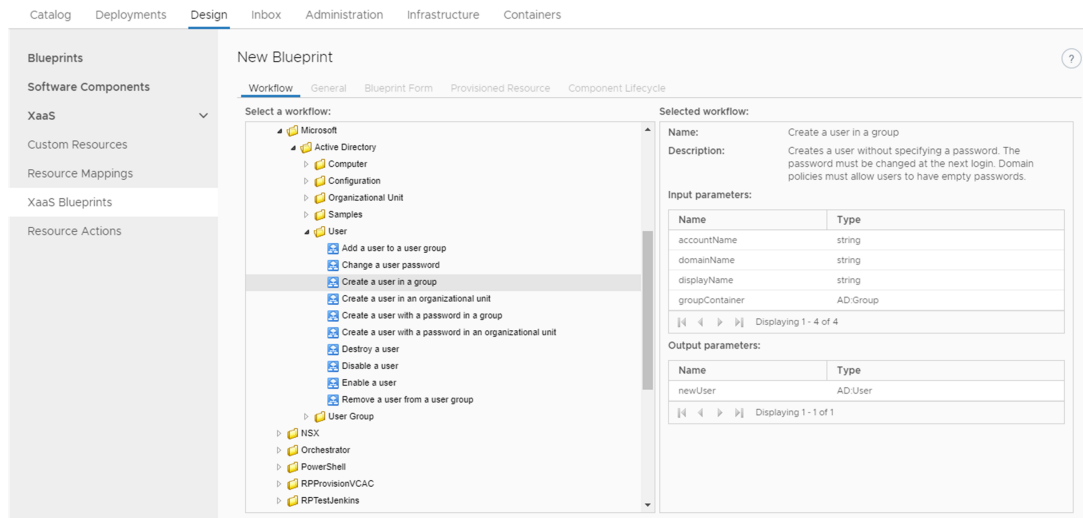 Catalog Deployments Design Inbox Administration Infrastructure Containers
Blueprints
Software Components
XaaS
Custom Resources
Resource Mappings
XaaS Blueprints
Resource Actions
New Blueprint
?
Workflow General Blueprint Form Provisioned Resource Component Lifecycle
Select a workflow:
Microsoft
Active Directory
Computer
Configuration
Organizational Unit
Samples
User
Add a user to a user group
Change a user password
Create a user in a group
Create a user in an organizational unit
Create a user with a password in a group
Create a user with a password in an organizational unit
Destroy a user
Disable a user
Enable a user
Remove a user from a user group
User Group
NSX
Orchestrator
PowerShell
RPProvisionVCAC
RPTestJenkins
Selected workflow:
Name: Create a user in a group
Description: Creates a user without specifying a password. The
password must be changed at the next login. Domain
policies must allow users to have empty passwords.
Input parameters:
Name Type
accountName string
domainName string
displayName string
groupContainer AD:Group
Displaying 1 - 4 of 4
Output parameters:
Name Type
newUser AD:User
Displaying 1 - 1 of 1